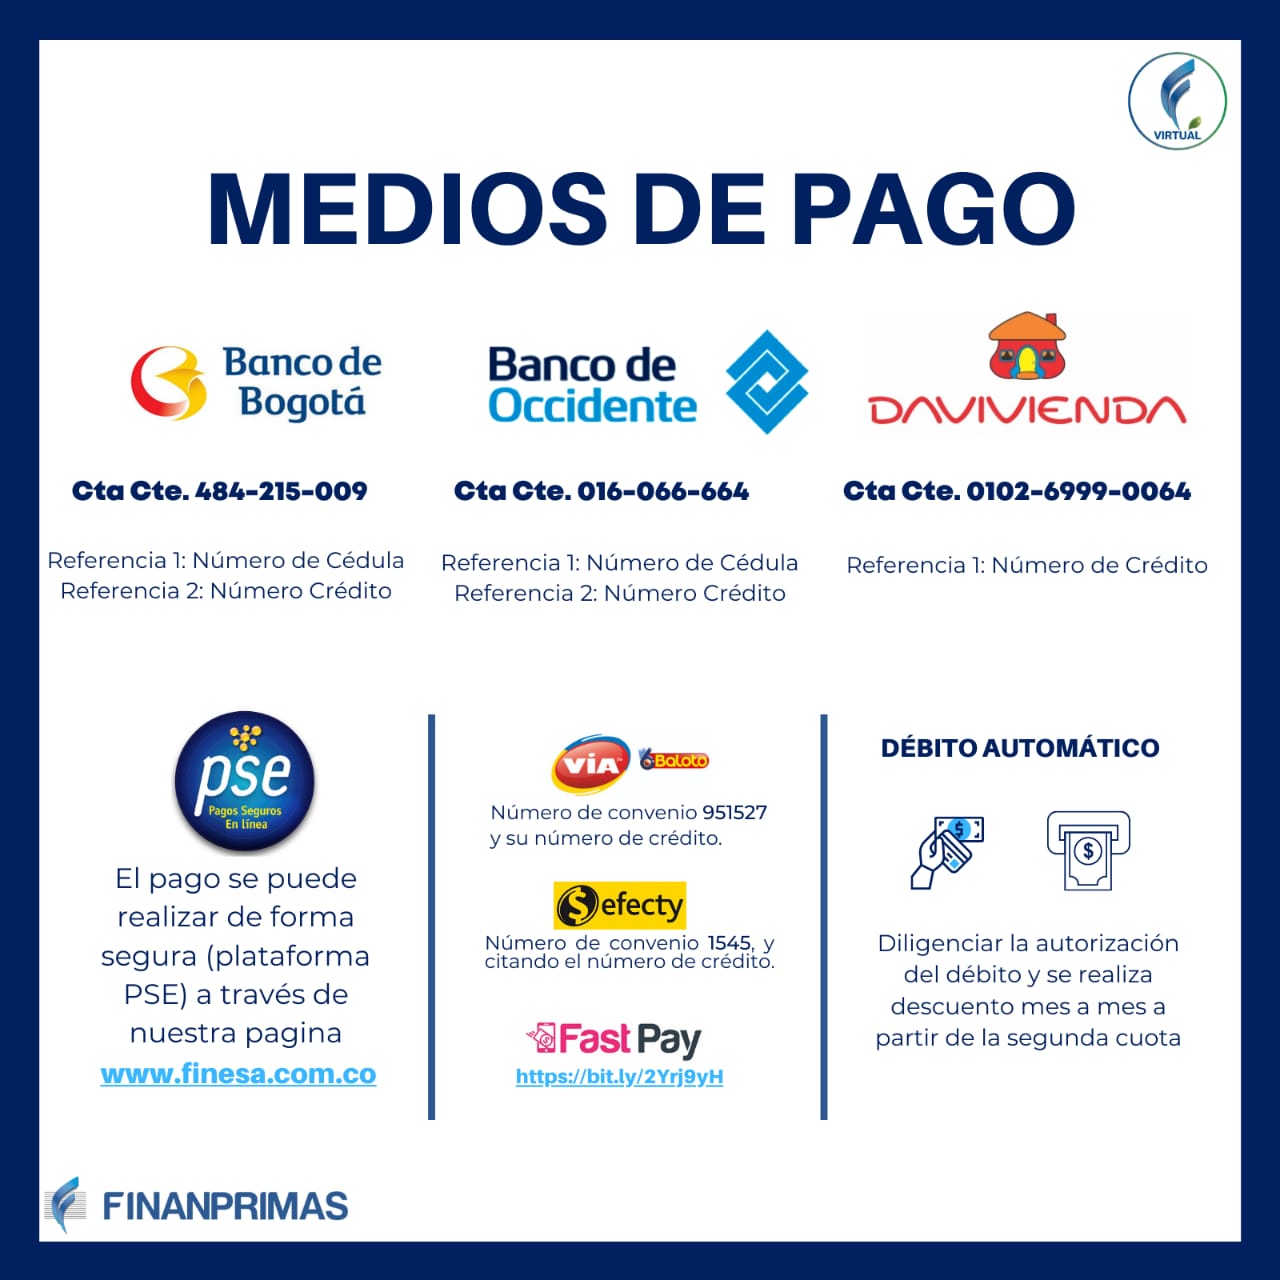 VIRTUAL
MEDIOS DE PAGO
Banco de
Bogotá
Cta Cte. 484-215-009
Referencia 1: Número de Cédula
Referencia 2: Número Crédito
Banco de
Occidente
Cta Cte. 016-066-664
Referencia 1: Número de Cédula
Referencia 2: Número Crédito
DAVIVIENDA
Cta Cte. 0102-6999-0064
Referencia 1: Número de Crédito
pse
Pagos Seguros
En línea
El pago se puede
realizar de forma
segura (plataforma
PSE) a través de
nuestra pagina
www.finesa.com.co
VIA Baloto
Número de convenio 951527
y su número de crédito.
$ efecty
Número de convenio 1545, y
citando el número de crédito.
Fast Pay
https://bit.ly/2Yrj9yH
DÉBITO AUTOMÁTICO
$
$
Diligenciar la autorización
del débito y se realiza
descuento mes a mes a
partir de la segunda cuota
FINANPRIMAS